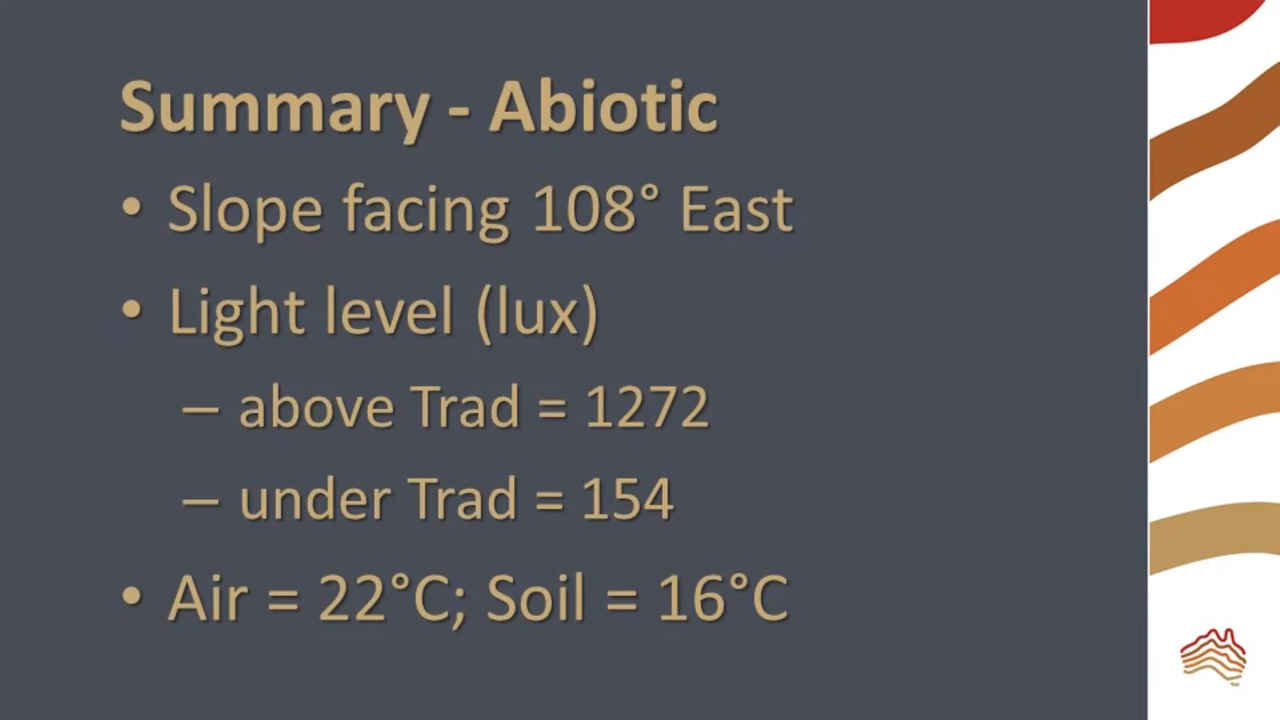 Summary - Abiotic
• Slope facing 108° East
• Light level (lux)
– above Trad = 1272
– under Trad = 154
• Air = 22°C; Soil = 16°C